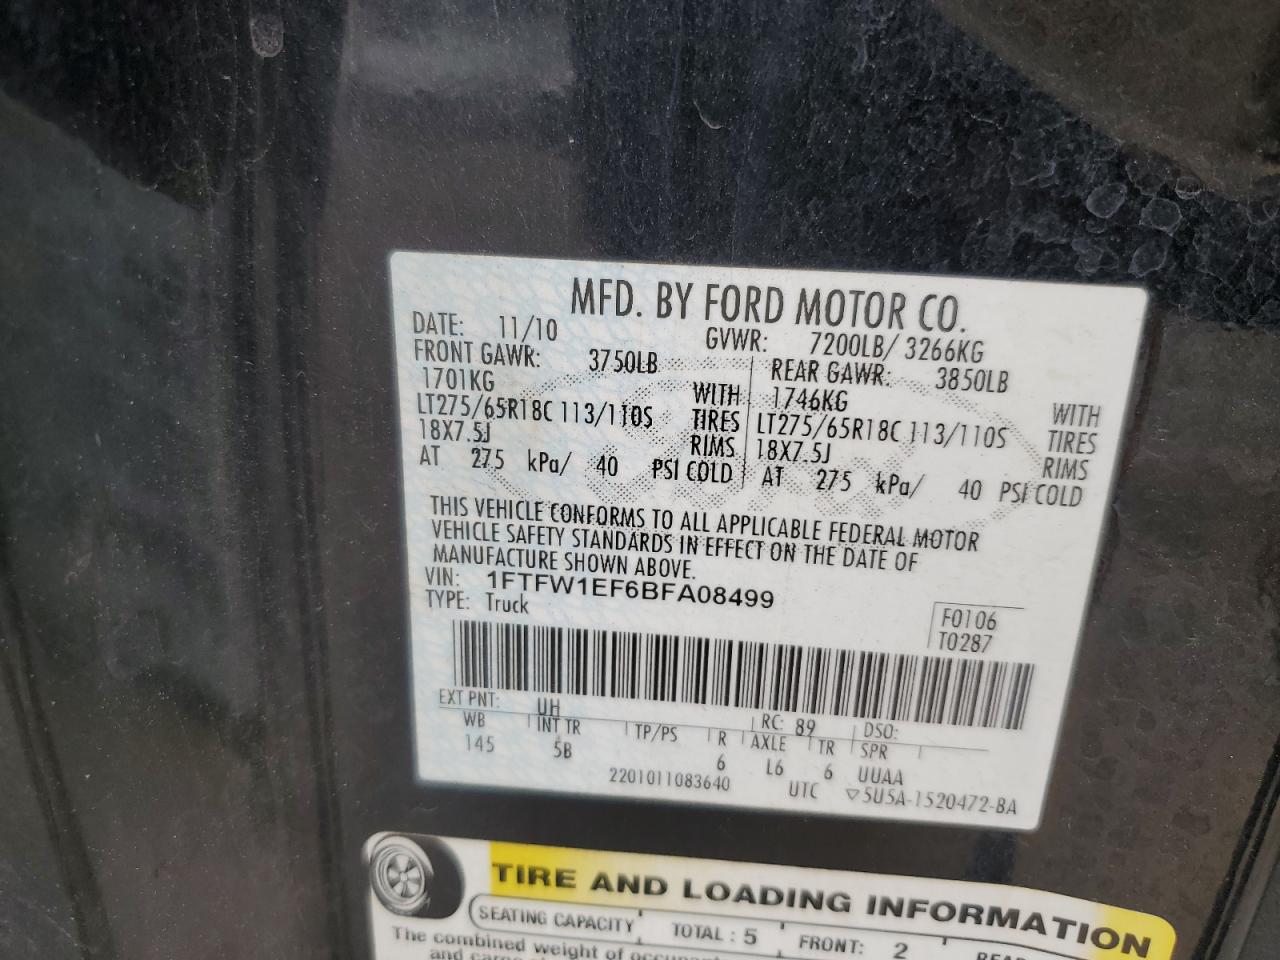 MFD. BY FORD MOTOR CO.
DATE: 11/10 GVWR: 7200LB/ 3266KG
FRONT GAWR: 3750LB REAR GAWR: 3850LB
1701KG WITH 1746KG WITH
LT275/65R18C 113/110S TIRES LT275/65R18C 113/110S TIRES
18X7.5J RIMS 18X7.5J RIMS
AT 275 kPa/ 40 PSI COLD AT 275 kPa/ 40 PSI COLD
THIS VEHICLE CONFORMS TO ALL APPLICABLE FEDERAL MOTOR
VEHICLE SAFETY STANDARDS IN EFFECT ON THE DATE OF
MANUFACTURE SHOWN ABOVE.
VIN: 1FTFW1EF6BFA08499
TYPE: Truck F0106
T0287
EXT PNT: UH RC: 89 DSO:
WB INT TR TP/PS R AXLE TR SPR
145 5B 6 L6 6 UUAA
2201011083640 UTC ▽5U5A-1520472-BA
TIRE AND LOADING INFORMATION
SEATING CAPACITY TOTAL : 5 FRONT: 2
The combined weight of